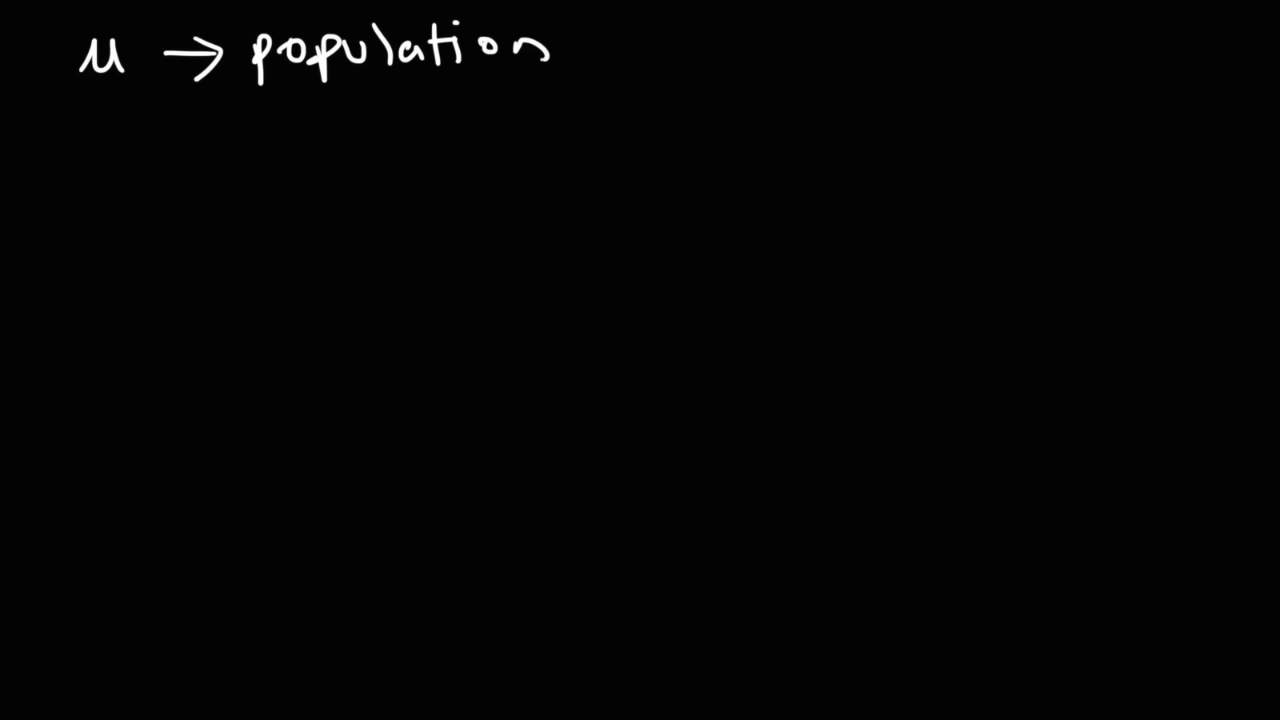 μ → population